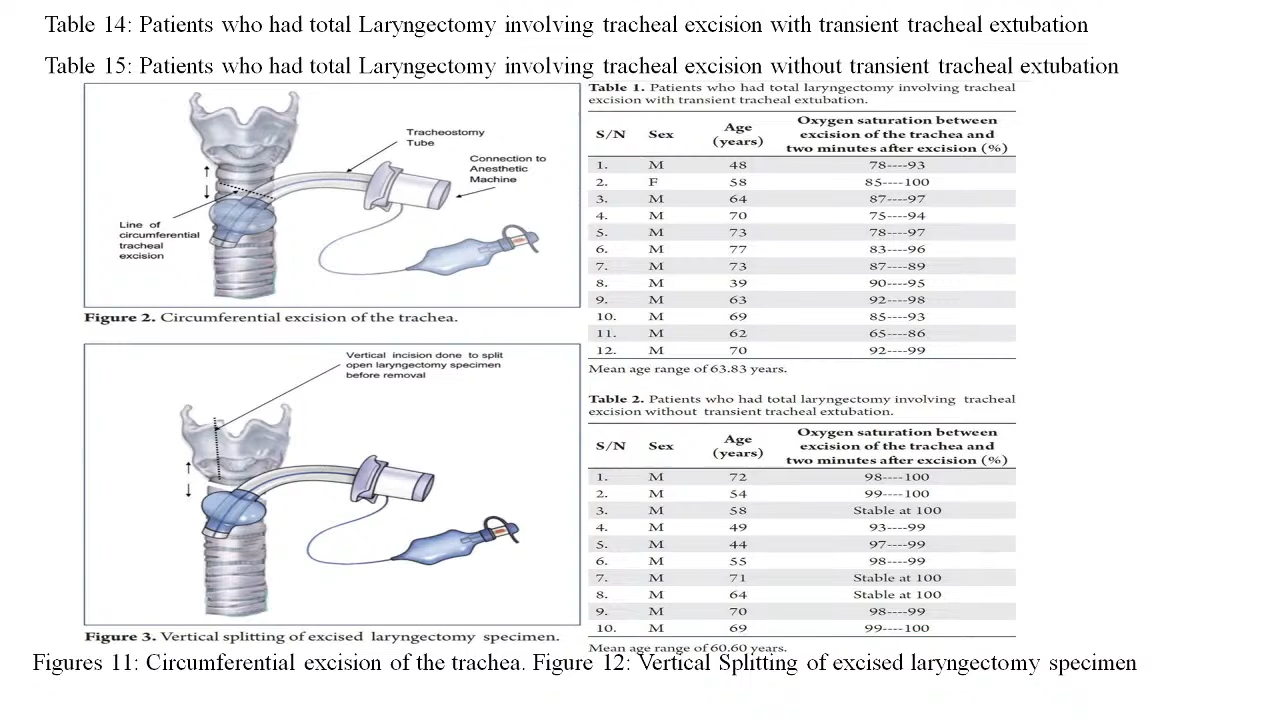 Table 14: Patients who had total Laryngectomy involving tracheal excision with transient tracheal extubation
Table 15: Patients who had total Laryngectomy involving tracheal excision without transient tracheal extubation
Tracheostomy
Tube
Connection to
Anesthetic
Machine
Line of
circumferential
tracheal
excision
Figure 2. Circumferential excision of the trachea.
Vertical incision done to split
open laryngectomy specimen
before removal
Figure 3. Vertical splitting of excised laryngectomy specimen.
Table 1. Patients who had total laryngectomy involving tracheal
excision with transient tracheal extubation.
S/N Sex Age (years) Oxygen saturation between excision of the trachea and two minutes after excision (%)
1. M 48 78----93
2. F 58 85----100
3. M 64 87----97
4. M 70 75----94
5. M 73 78----97
6. M 77 83----96
7. M 73 87----89
8. M 39 90----95
9. M 63 92----98
10. M 69 85----93
11. M 62 65----86
12. M 70 92----99
Mean age range of 63.83 years.
Table 2. Patients who had total laryngectomy involving tracheal
excision without transient tracheal extubation.
S/N Sex Age (years) Oxygen saturation between excision of the trachea and two minutes after excision (%)
1. M 72 98----100
2. M 54 99----100
3. M 58 Stable at 100
4. M 49 93----99
5. M 44 97----99
6. M 55 98----99
7. M 71 Stable at 100
8. M 64 Stable at 100
9. M 70 98----99
10. M 69 99----100
Mean age range of 60.60 years.
Figures 11: Circumferential excision of the trachea. Figure 12: Vertical Splitting of excised laryngectomy specimen